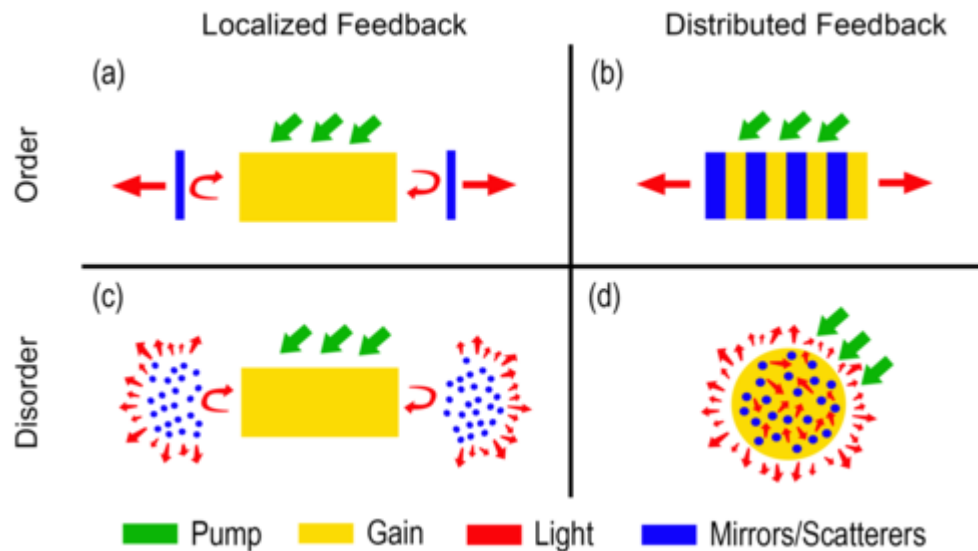 Localized Feedback
Distributed Feedback
Order
(a)
(b)
Disorder
(c)
(d)
Pump
Gain
Light
Mirrors/Scatterers